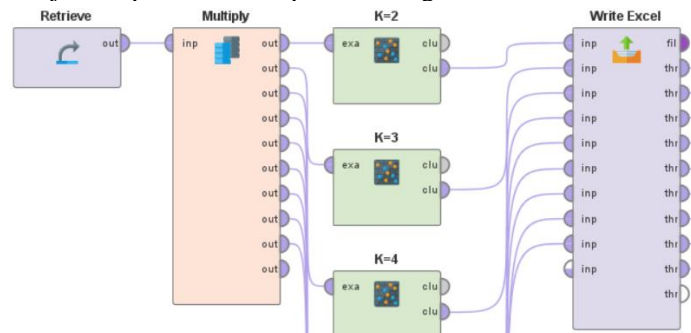 Retrieve Multiply K=2 Write Excel
out inp out exa clu inp fil
out clu inp thr
out inp thr
out inp thr
K=3
out inp thr
out exa clu inp thr
out clu inp thr
out inp thr
out inp thr
K=4
out inp thr
exa clu thr
clu